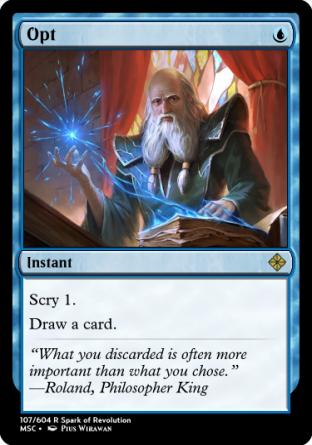 Opt
Instant
Scry 1.
Draw a card.
“What you discarded is often more
important than what you chose.”
—Roland, Philosopher King
107/604 R Spark of Revolution
MSC • Pius Wirawan